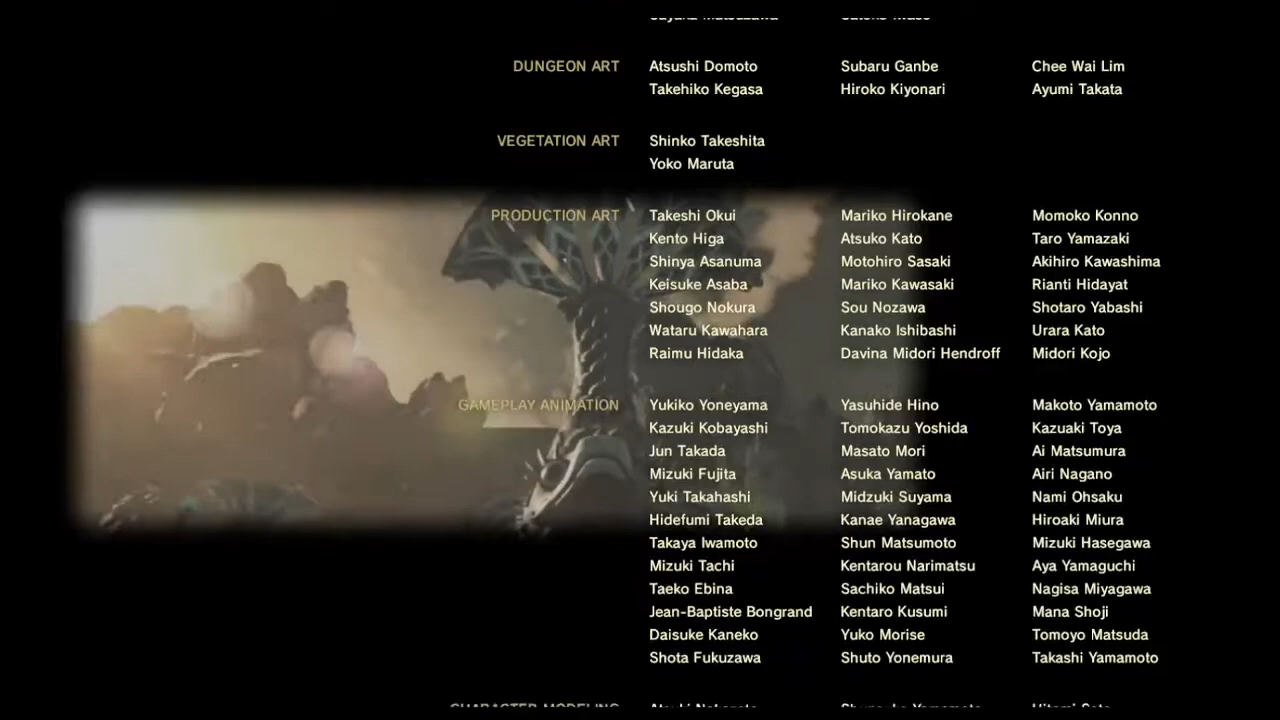 DUNGEON ART Atsushi Domoto Subaru Ganbe Chee Wai Lim
Takehiko Kegasa Hiroko Kiyonari Ayumi Takata
VEGETATION ART Shinko Takeshita
Yoko Maruta
PRODUCTION ART Takeshi Okui Mariko Hirokane Momoko Konno
Kento Higa Atsuko Kato Taro Yamazaki
Shinya Asanuma Motohiro Sasaki Akihiro Kawashima
Keisuke Asaba Mariko Kawasaki Rianti Hidayat
Shougo Nokura Sou Nozawa Shotaro Yabashi
Wataru Kawahara Kanako Ishibashi Urara Kato
Raimu Hidaka Davina Midori Hendroff Midori Kojo
GAMEPLAY ANIMATION Yukiko Yoneyama Yasuhide Hino Makoto Yamamoto
Kazuki Kobayashi Tomokazu Yoshida Kazuaki Toya
Jun Takada Masato Mori Ai Matsumura
Mizuki Fujita Asuka Yamato Airi Nagano
Yuki Takahashi Midzuki Suyama Nami Ohsaku
Hidefumi Takeda Kanae Yanagawa Hiroaki Miura
Takaya Iwamoto Shun Matsumoto Mizuki Hasegawa
Mizuki Tachi Kentarou Narimatsu Aya Yamaguchi
Taeko Ebina Sachiko Matsui Nagisa Miyagawa
Jean-Baptiste Bongrand Kentaro Kusumi Mana Shoji
Daisuke Kaneko Yuko Morise Tomoyo Matsuda
Shota Fukuzawa Shuto Yonemura Takashi Yamamoto
CHARACTER MODELING